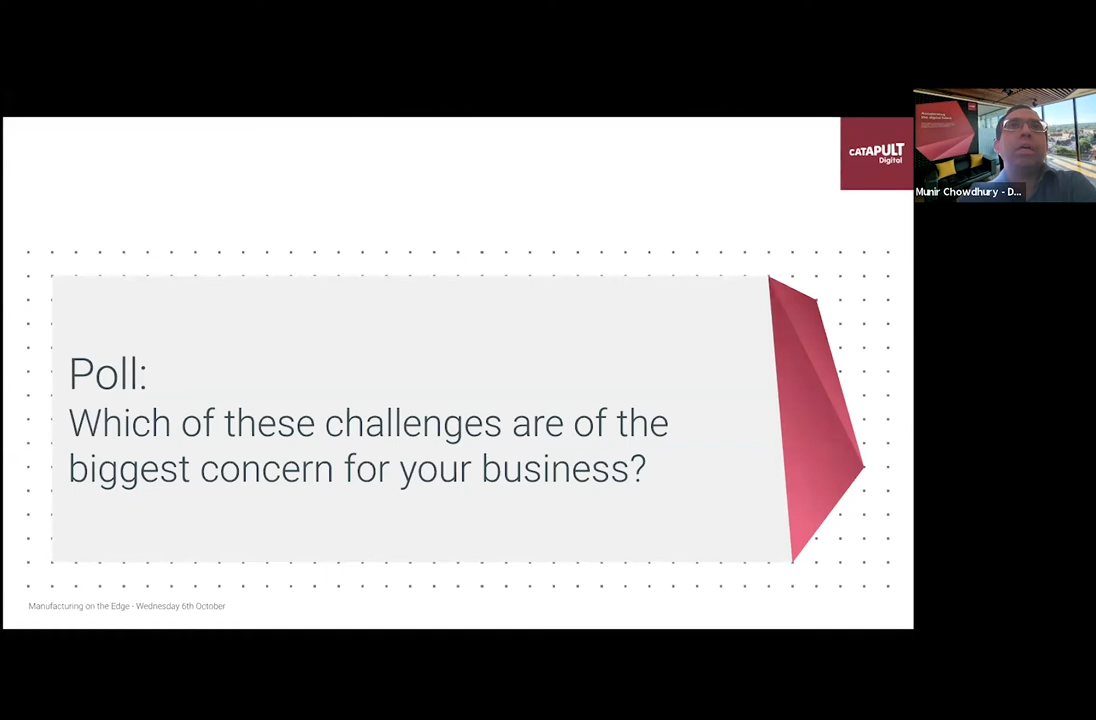 CATAPULT
Digital
Munir Chowdhury - D...
Poll:
Which of these challenges are of the
biggest concern for your business?
Manufacturing on the Edge - Wednesday 6th October